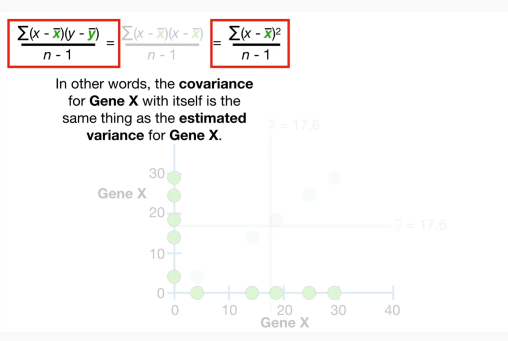 ∑(x - x̅)(y - y̅) = ∑(x - x̅)(x - x̅) = ∑(x - x̅)²
n - 1 n - 1 n - 1
In other words, the covariance
for Gene X with itself is the
same thing as the estimated
variance for Gene X.
x̅ = 17.6
30
Gene X
20
y̅ = 17.6
10
0
0 10 20 30 40
Gene X